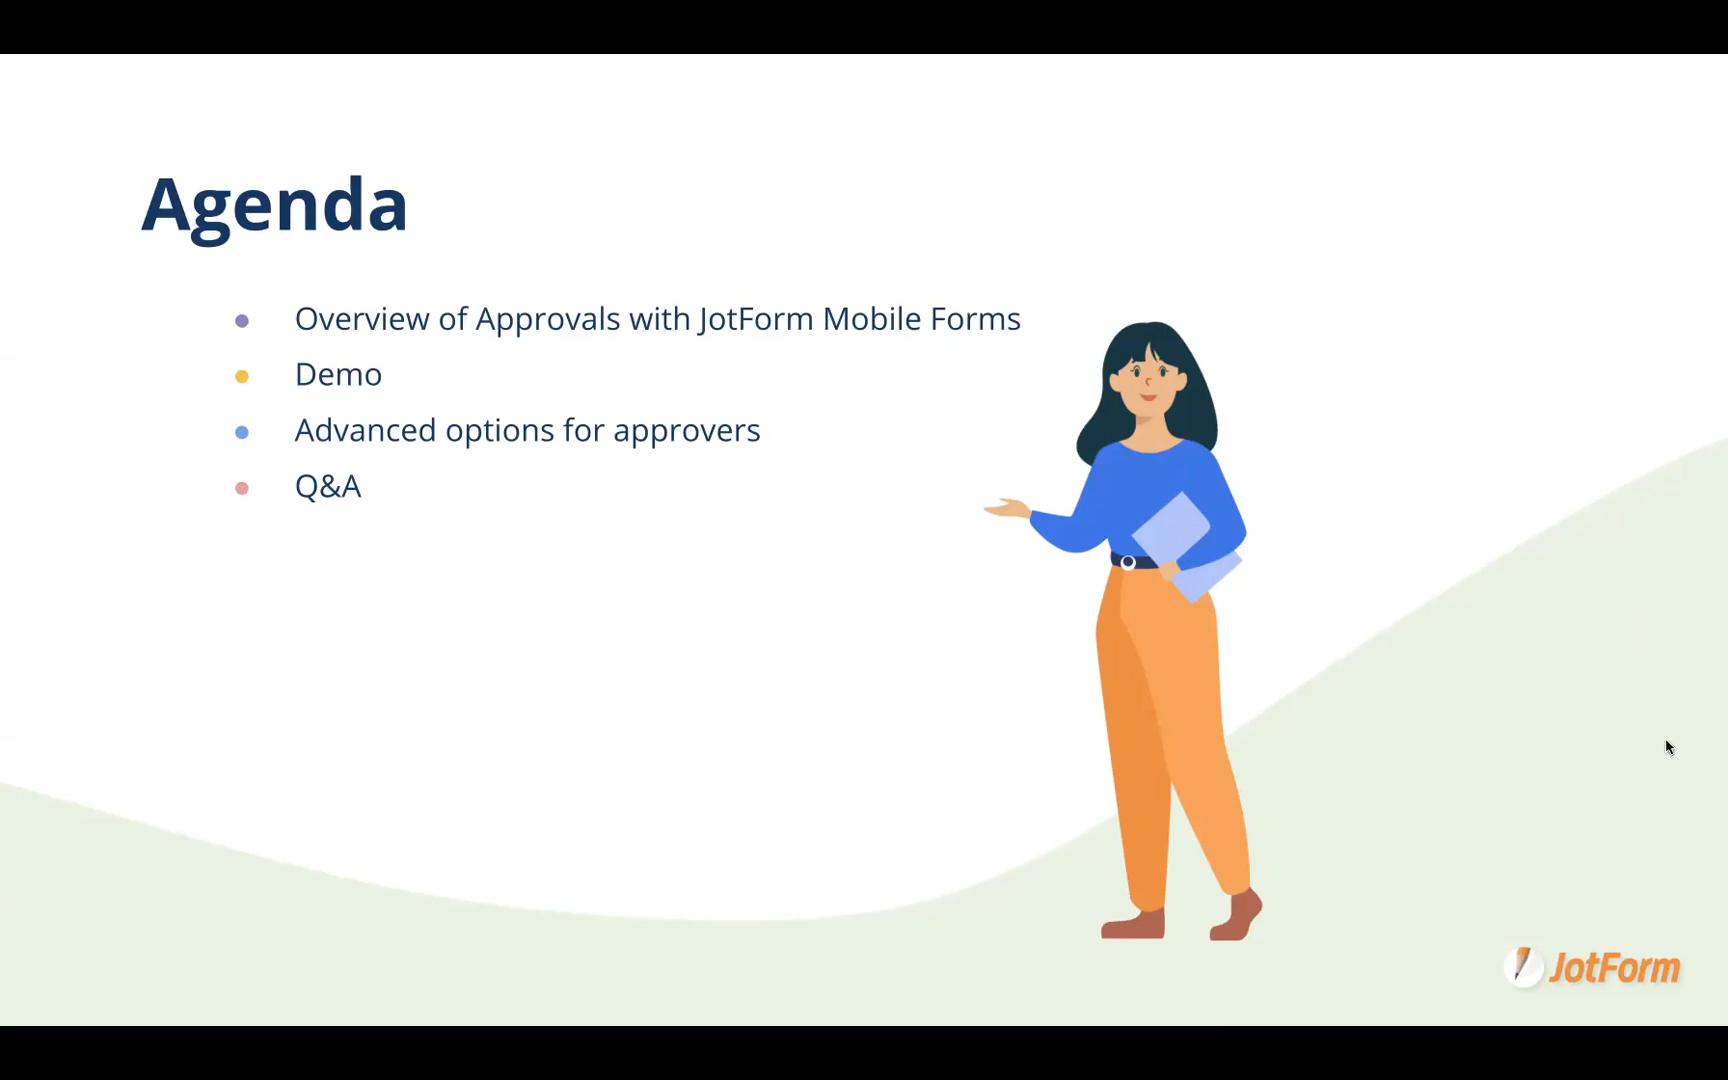 Agenda
Overview of Approvals with JotForm Mobile Forms
Demo
Advanced options for approvers
Q&A
JotForm